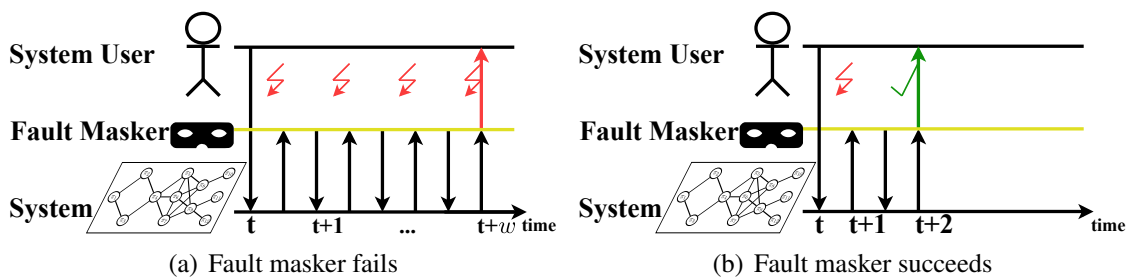 System User
System User
Fault Masker
Fault Masker
System
System
t t+1 ... t+w time
t t+1 t+2 time
(a) Fault masker fails
(b) Fault masker succeeds